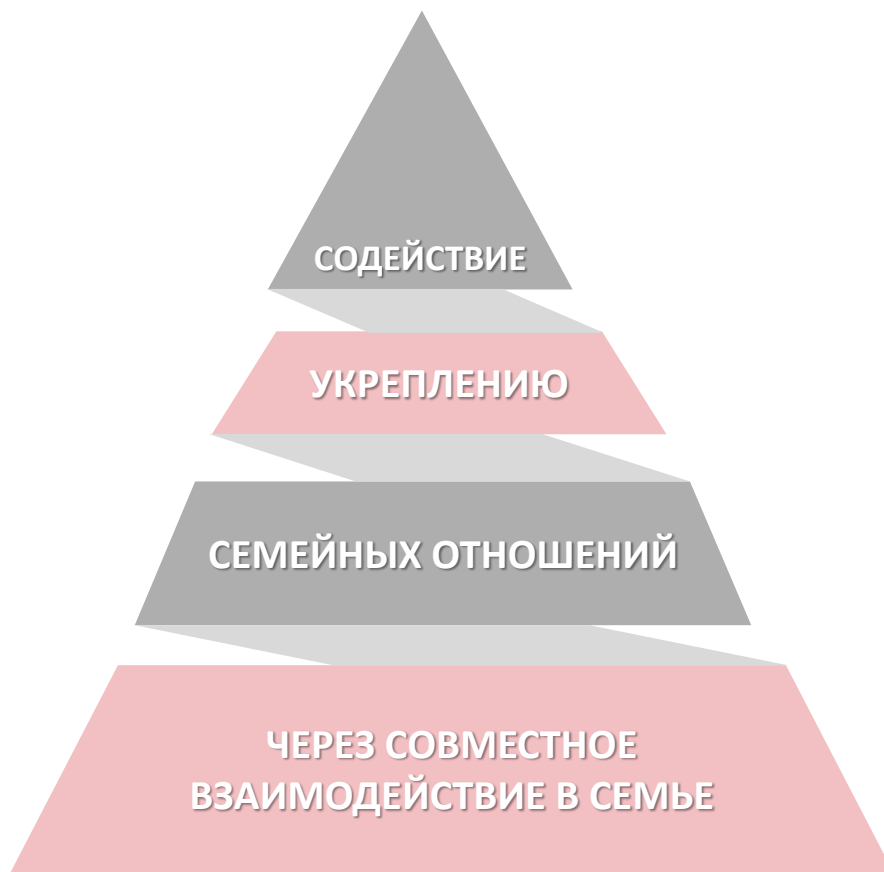 СОДЕЙСТВИЕ
УКРЕПЛЕНИЮ
СЕМЕЙНЫХ ОТНОШЕНИЙ
ЧЕРЕЗ СОВМЕСТНОЕ
ВЗАИМОДЕЙСТВИЕ В СЕМЬЕ